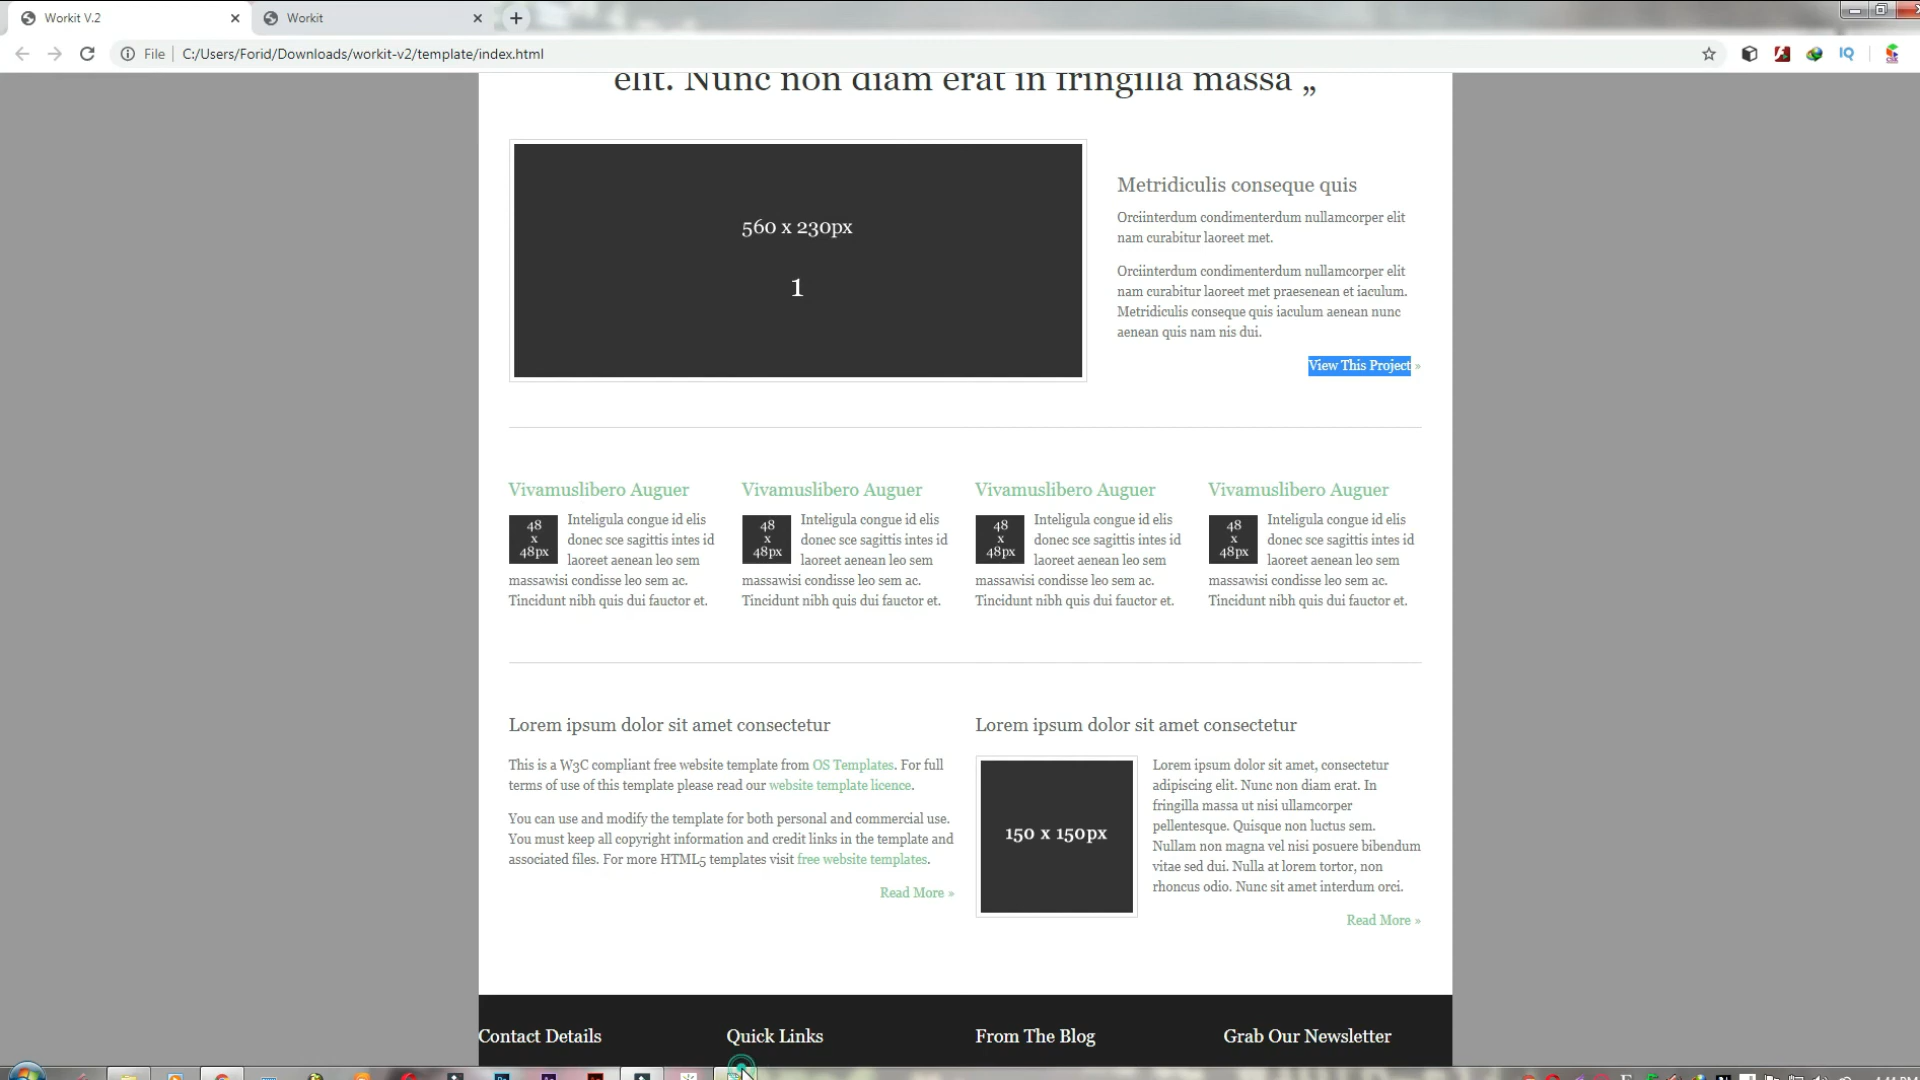 Workit V.2
Workit
File
C:/Users/Forid/Downloads/workit-v2/template/index.html
IQ
elit. Nunc non diam erat in fringilla massa „
560 x 230px
1
Metridiculis conseque quis
Orciinterdum condimenterdum nullamcorper elit
nam curabitur laoreet met.
Orciinterdum condimenterdum nullamcorper elit
nam curabitur laoreet met praesenean et iaculum.
Metridiculis conseque quis iaculum aenean nunc
aenean quis nam nis dui.
View This Project »
Vivamuslibero Auguer
48
x
48px
Inteligula congue id elis
donec sce sagittis intes id
laoreet aenean leo sem
massawisi condisse leo sem ac.
Tincidunt nibh quis dui fauctor et.
Vivamuslibero Auguer
48
x
48px
Inteligula congue id elis
donec sce sagittis intes id
laoreet aenean leo sem
massawisi condisse leo sem ac.
Tincidunt nibh quis dui fauctor et.
Vivamuslibero Auguer
48
x
48px
Inteligula congue id elis
donec sce sagittis intes id
laoreet aenean leo sem
massawisi condisse leo sem ac.
Tincidunt nibh quis dui fauctor et.
Vivamuslibero Auguer
48
x
48px
Inteligula congue id elis
donec sce sagittis intes id
laoreet aenean leo sem
massawisi condisse leo sem ac.
Tincidunt nibh quis dui fauctor et.
Lorem ipsum dolor sit amet consectetur
This is a W3C compliant free website template from OS Templates. For full
terms of use of this template please read our website template licence.
You can use and modify the template for both personal and commercial use.
You must keep all copyright information and credit links in the template and
associated files. For more HTML5 templates visit free website templates.
Read More »
Lorem ipsum dolor sit amet consectetur
150 x 150px
Lorem ipsum dolor sit amet, consectetur
adipiscing elit. Nunc non diam erat. In
fringilla massa ut nisi ullamcorper
pellentesque. Quisque non luctus sem.
Nullam non magna vel nisi posuere bibendum
vitae sed dui. Nulla at lorem tortor, non
rhoncus odio. Nunc sit amet interdum orci.
Read More »
Contact Details
Quick Links
From The Blog
Grab Our Newsletter